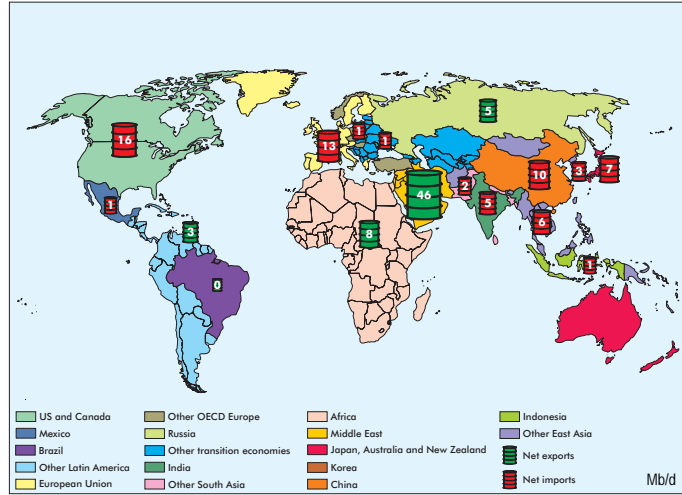 5
16
1
13
1
1
3
7
10
46
2
5
3
8
6
0
1
US and Canada
Mexico
Brazil
Other Latin America
European Union
Other OECD Europe
Russia
Other transition economies
India
Other South Asia
Africa
Middle East
Japan, Australia and New Zealand
Korea
China
Indonesia
Other East Asia
Net exports
Net imports
Mb/d